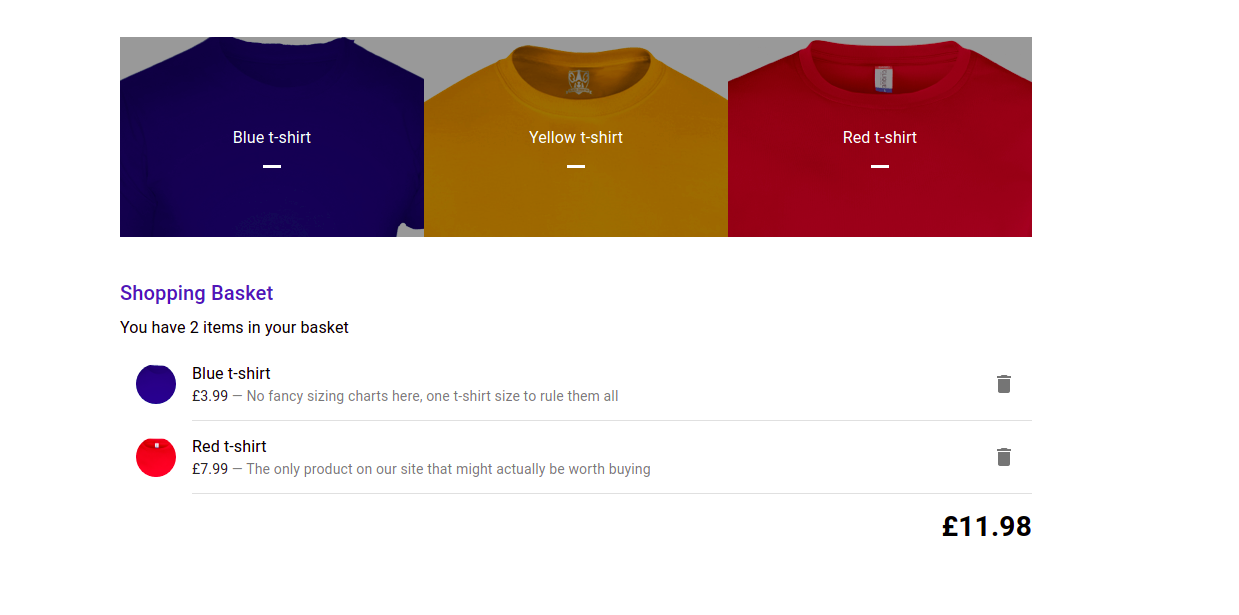 Blue t-shirt
Yellow t-shirt
Red t-shirt
Shopping Basket
You have 2 items in your basket
Blue t-shirt
£3.99 — No fancy sizing charts here, one t-shirt size to rule them all
Red t-shirt
£7.99 — The only product on our site that might actually be worth buying
£11.98